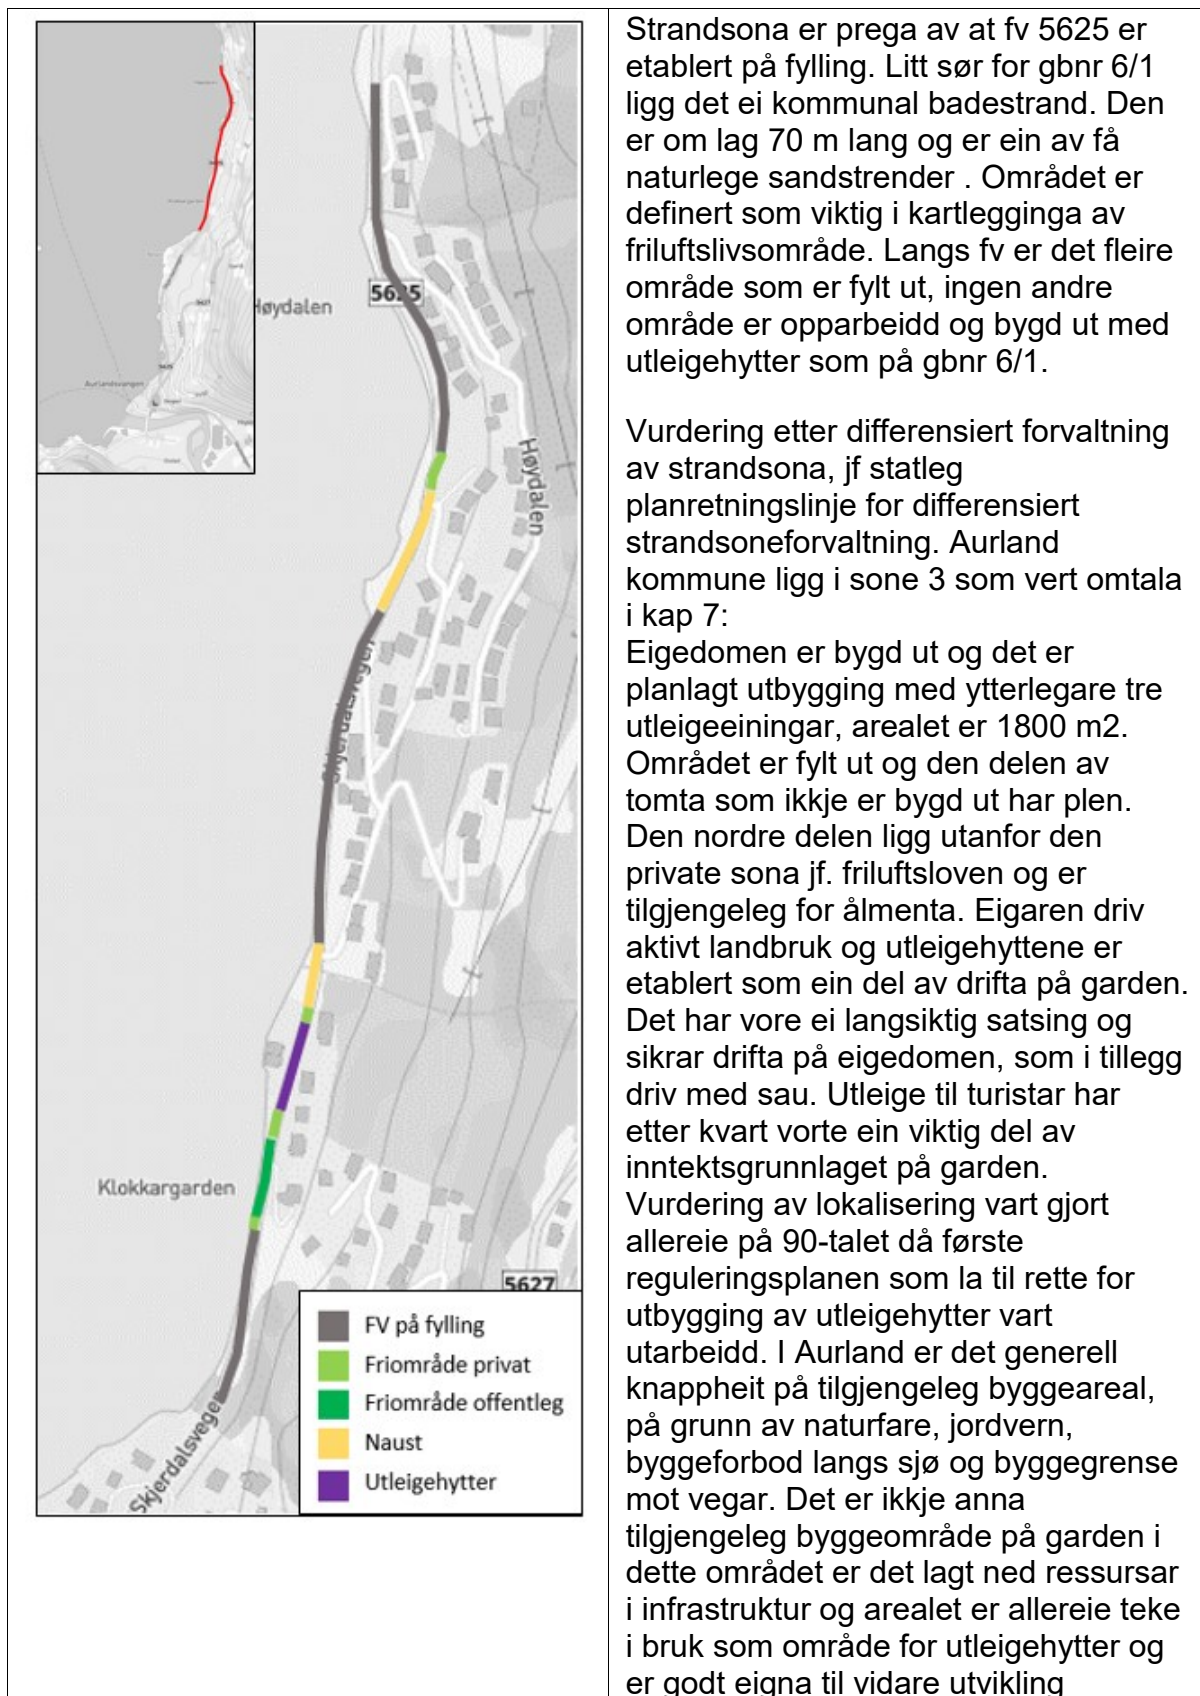 Høydalen
5625
Høydalen
Skjerdalsvegen
Aurlandsvangen
Klokkargarden
5627
Skjerdalsvegen
FV på fylling
Friområde privat
Friområde offentleg
Naust
Utleigehytter
Strandsona er prega av at fv 5625 er
etablert på fylling. Litt sør for gbnr 6/1
ligg det ei kommunal badestrand. Den
er om lag 70 m lang og er ein av få
naturlege sandstrender . Området er
definert som viktig i kartlegginga av
friluftslivsområde. Langs fv er det fleire
område som er fylt ut, ingen andre
område er opparbeidd og bygd ut med
utleigehytter som på gbnr 6/1.
Vurdering etter differensiert forvaltning
av strandsona, jf statleg
planretningslinje for differensiert
strandsoneforvaltning. Aurland
kommune ligg i sone 3 som vert omtala
i kap 7:
Eigedomen er bygd ut og det er
planlagt utbygging med ytterlegare tre
utleigeeiningar, arealet er 1800 m2.
Området er fylt ut og den delen av
tomta som ikkje er bygd ut har plen.
Den nordre delen ligg utanfor den
private sona jf. friluftsloven og er
tilgjengeleg for ålmenta. Eigaren driv
aktivt landbruk og utleigehyttene er
etablert som ein del av drifta på garden.
Det har vore ei langsiktig satsing og
sikrar drifta på eigedomen, som i tillegg
driv med sau. Utleige til turistar har
etter kvart vorte ein viktig del av
inntektsgrunnlaget på garden.
Vurdering av lokalisering vart gjort
allereie på 90-talet då første
reguleringsplanen som la til rette for
utbygging av utleigehytter vart
utarbeidd. I Aurland er det generell
knappheit på tilgjengeleg byggeareal,
på grunn av naturfare, jordvern,
byggeforbod langs sjø og byggegrense
mot vegar. Det er ikkje anna
tilgjengeleg byggeområde på garden i
dette området er det lagt ned ressursar
i infrastruktur og arealet er allereie teke
i bruk som område for utleigehytter og
er godt eigna til vidare utvikling